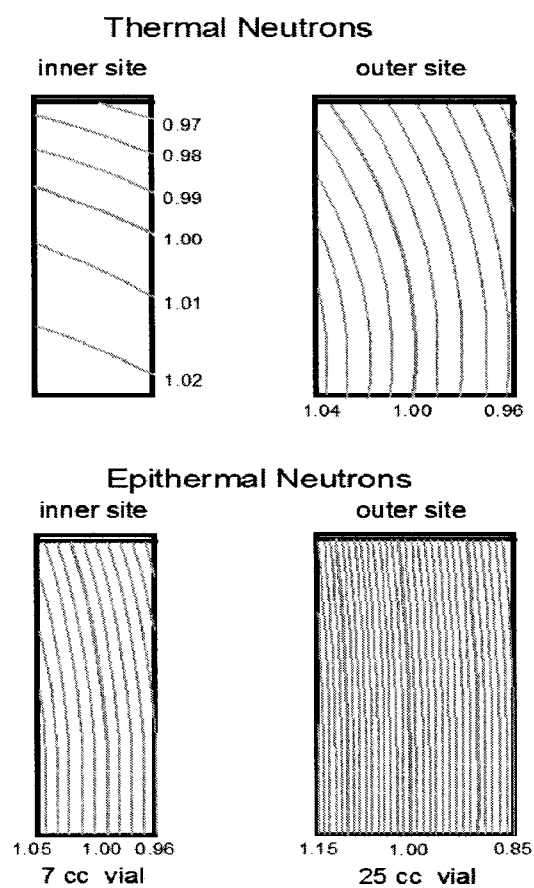 Thermal Neutrons
inner site
outer site
0.97
0.98
0.99
1.00
1.01
1.02
1.04 1.00 0.96
Epithermal Neutrons
inner site
outer site
1.05 1.00 0.96
7 cc vial
1.15 1.00 0.85
25 cc vial